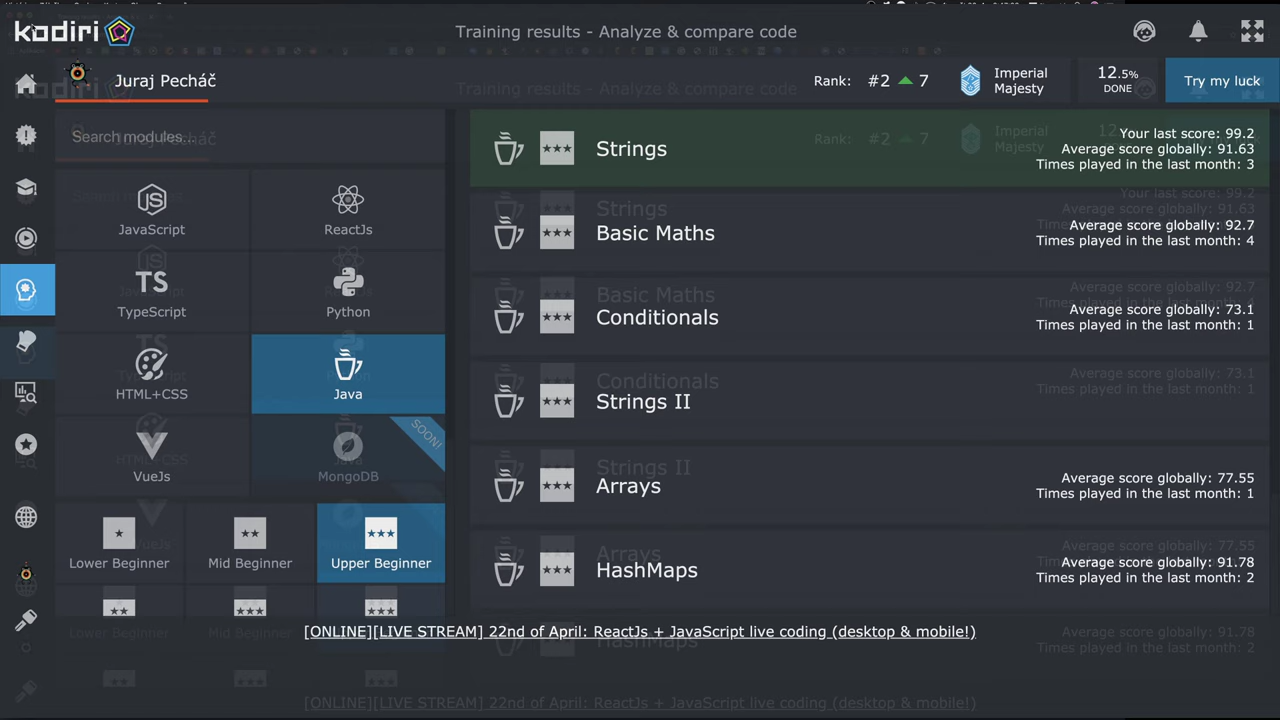 kodiri
Training results - Analyze & compare code
Juraj Pecháč
Rank: #2 7
Imperial
Majesty
12.5%
DONE
Try my luck
Search modules...
JavaScript
ReactJs
TS
TypeScript
Python
HTML+CSS
Java
VueJs
SOON!
MongoDB
Lower Beginner
Mid Beginner
Upper Beginner
Strings
Your last score: 99.2
Average score globally: 91.63
Times played in the last month: 3
Basic Maths
Average score globally: 92.7
Times played in the last month: 4
Conditionals
Average score globally: 73.1
Times played in the last month: 1
Strings II
Arrays
Average score globally: 77.55
Times played in the last month: 1
HashMaps
Average score globally: 91.78
Times played in the last month: 2
[ONLINE][LIVE STREAM] 22nd of April: ReactJs + JavaScript live coding (desktop & mobile!)